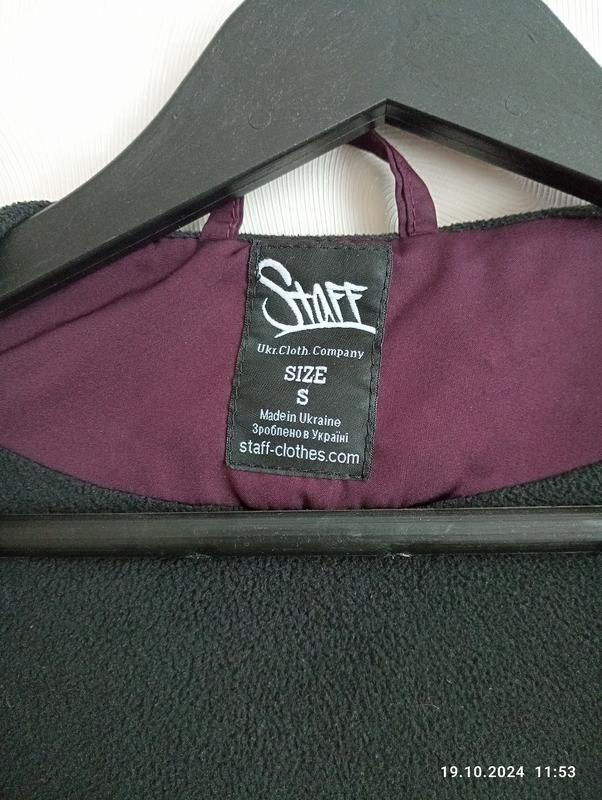 Staff
Ukr.Cloth.Company
SIZE
S
Made in Ukraine
Зроблено в Україні
staff-clothes.com
19.10.2024 11:53